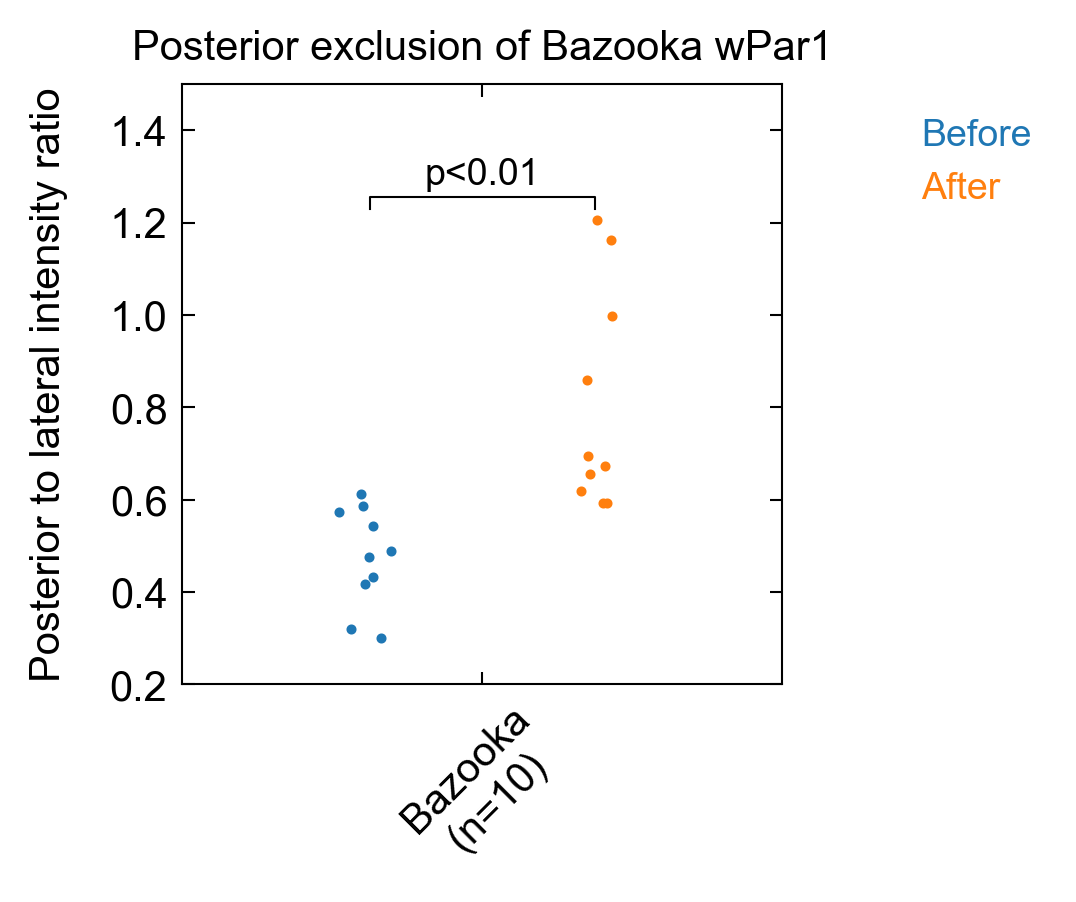 Posterior exclusion of Bazooka wPar1
Posterior to lateral intensity ratio
1.4
1.2
1.0
0.8
0.6
0.4
0.2
p<0.01
Before
After
Bazooka
(n=10)